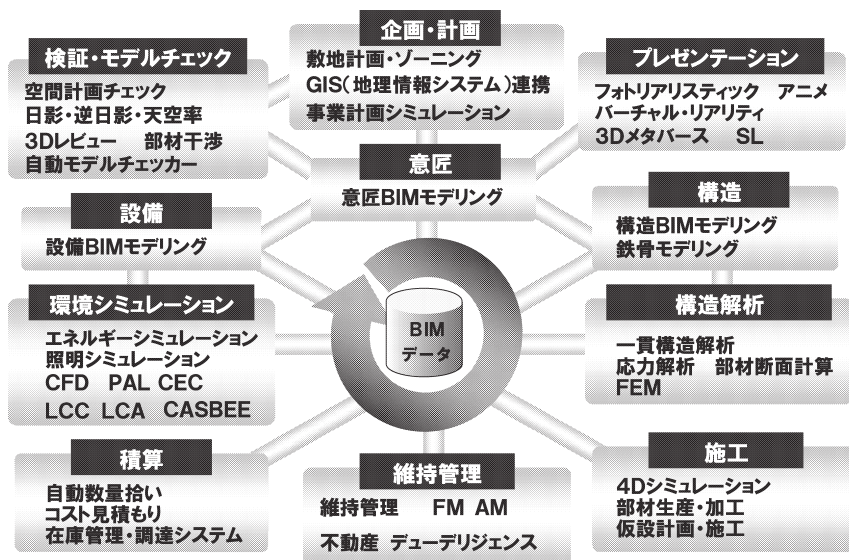 企画・計画
敷地計画・ゾーニング
GIS(地理情報システム)連携
事業計画シミュレーション
検証・モデルチェック
空間計画チェック
日影・逆日影・天空率
3Dレビュー 部材干渉
自動モデルチェッカー
プレゼンテーション
フォトリアリスティック アニメ
バーチャル・リアリティ
3Dメタバース SL
意匠
意匠BIMモデリング
設備
設備BIMモデリング
構造
構造BIMモデリング
鉄骨モデリング
環境シミュレーション
エネルギーシミュレーション
照明シミュレーション
CFD PAL CEC
LCC LCA CASBEE
BIM
データ
構造解析
一貫構造解析
応力解析 部材断面計算
FEM
積算
自動数量拾い
コスト見積もり
在庫管理・調達システム
維持管理
維持管理 FM AM
不動産 デューデリジェンス
施工
4Dシミュレーション
部材生産・加工
仮設計画・施工